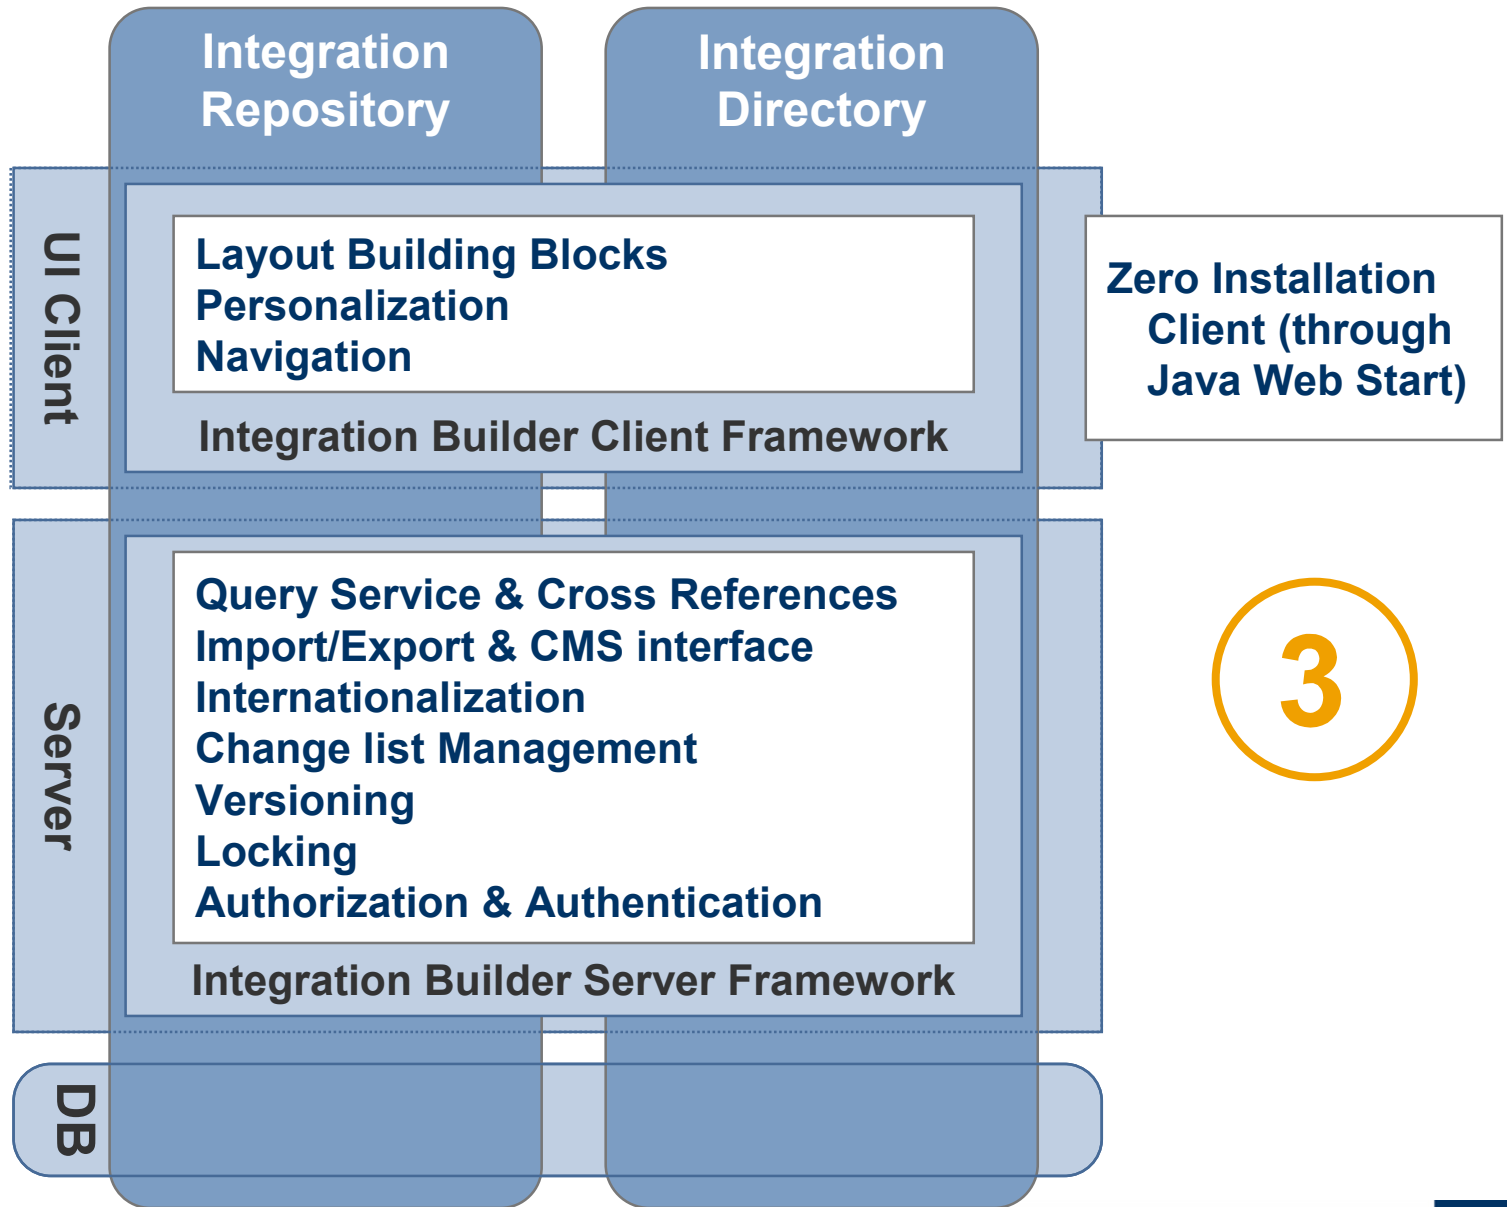 Integration
Repository
Integration
Directory
UI Client
Layout Building Blocks
Personalization
Navigation
Integration Builder Client Framework
Zero Installation
Client (through
Java Web Start)
Server
Query Service & Cross References
Import/Export & CMS interface
Internationalization
Change list Management
Versioning
Locking
Authorization & Authentication
Integration Builder Server Framework
3
DB